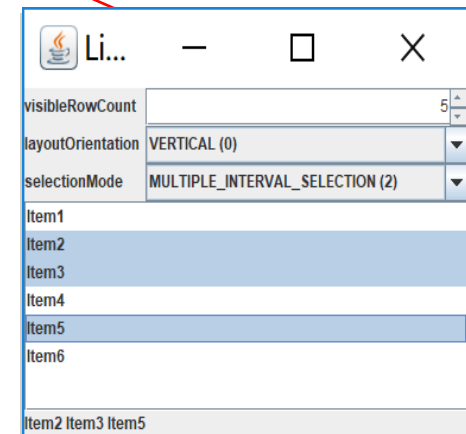 Li...
visibleRowCount 5
layoutOrientation VERTICAL (0)
selectionMode MULTIPLE_INTERVAL_SELECTION (2)
Item1
Item2
Item3
Item4
Item5
Item6
Item2 Item3 Item5